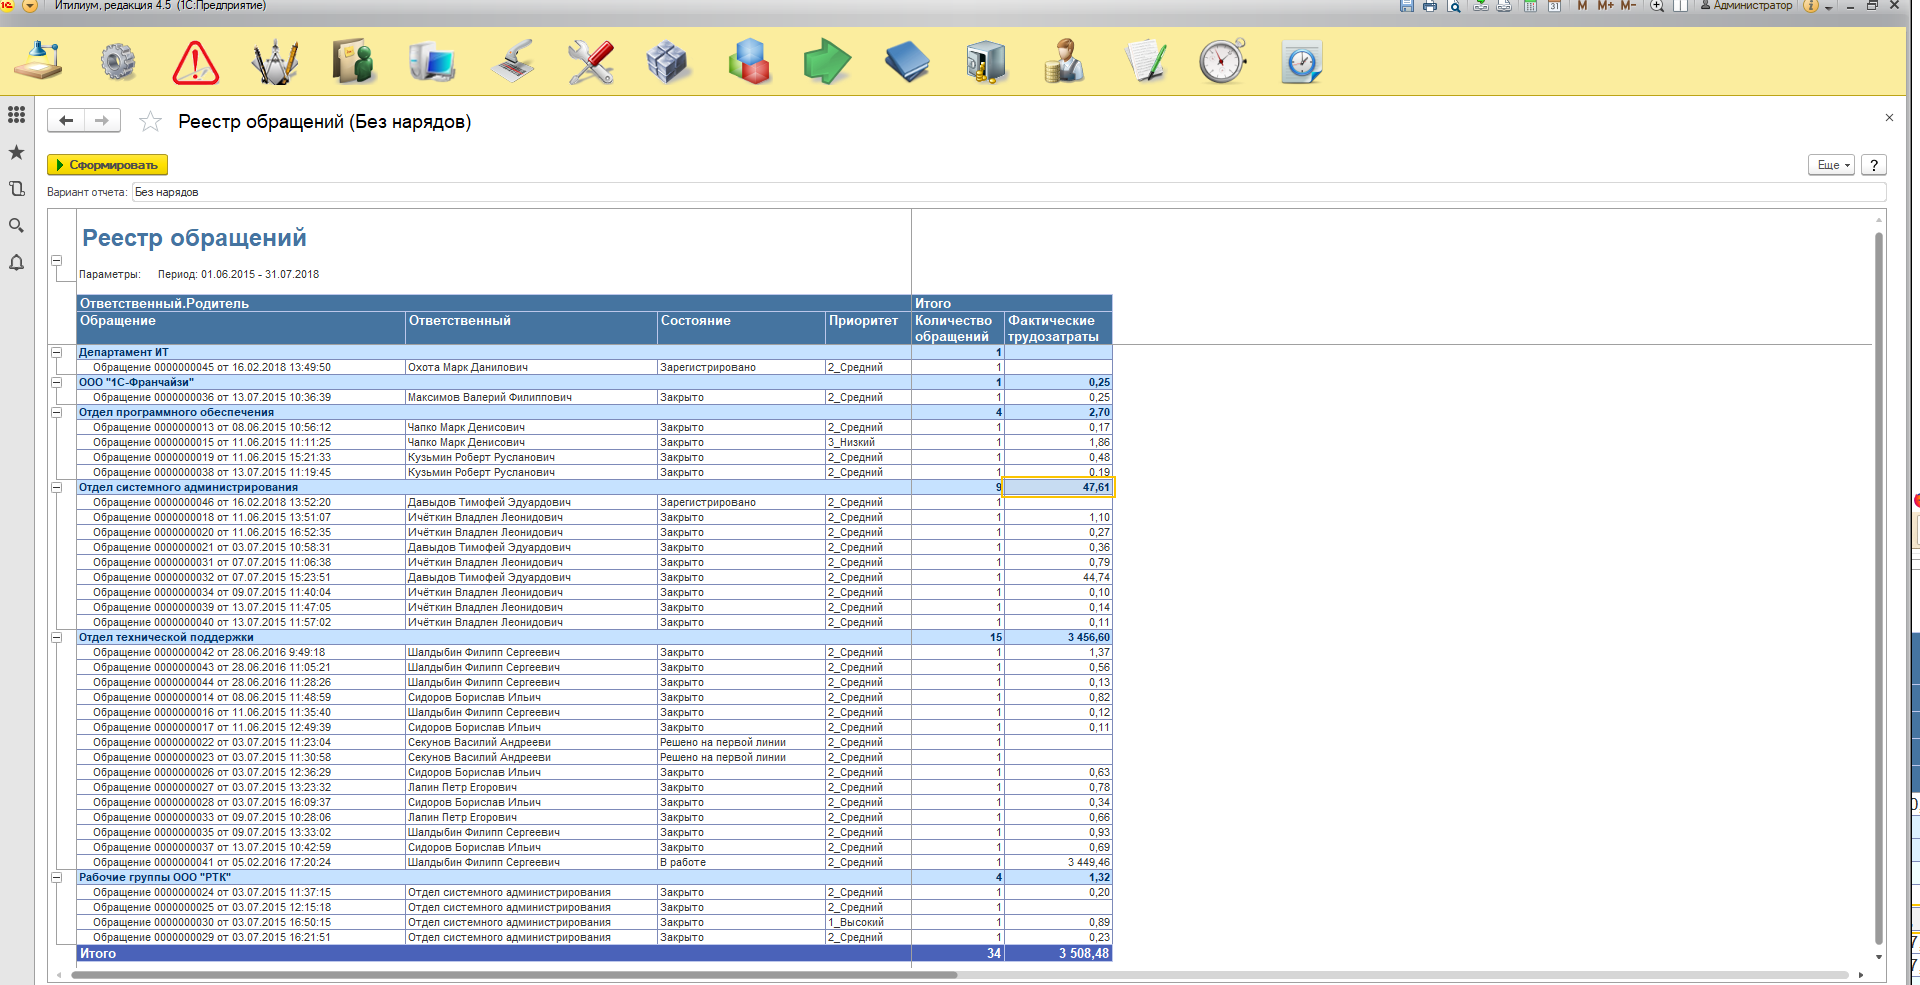 Итилиум, редакция 4.5 (1С:Предприятие)
M M+ M- Администратор
Реестр обращений (Без нарядов)
Сформировать
Еще ?
Вариант отчета: Без нарядов
Реестр обращений
Параметры: Период: 01.06.2015 - 31.07.2018
Ответственный.Родитель Итого
Обращение Ответственный Состояние Приоритет Количество обращений Фактические трудозатраты
Департамент ИТ 1
Обращение 0000000045 от 16.02.2018 13:49:50 Охота Марк Данилович Зарегистрировано 2_Средний 1
ООО "1С-Франчайзи" 1 0,25
Обращение 0000000036 от 13.07.2015 10:36:39 Максимов Валерий Филиппович Закрыто 2_Средний 1 0,25
Отдел программного обеспечения 4 2,70
Обращение 0000000013 от 08.06.2015 10:56:12 Чапко Марк Денисович Закрыто 2_Средний 1 0,17
Обращение 0000000015 от 11.06.2015 11:11:25 Чапко Марк Денисович Закрыто 3_Низкий 1 1,86
Обращение 0000000019 от 11.06.2015 15:21:33 Кузьмин Роберт Русланович Закрыто 2_Средний 1 0,48
Обращение 0000000038 от 13.07.2015 11:19:45 Кузьмин Роберт Русланович Закрыто 2_Средний 1 0,19
Отдел системного администрирования 9 47,61
Обращение 0000000046 от 16.02.2018 13:52:20 Давыдов Тимофей Эдуардович Зарегистрировано 2_Средний 1
Обращение 0000000018 от 11.06.2015 13:51:07 Ичёткин Владлен Леонидович Закрыто 2_Средний 1 1,10
Обращение 0000000020 от 11.06.2015 16:52:35 Ичёткин Владлен Леонидович Закрыто 2_Средний 1 0,27
Обращение 0000000021 от 03.07.2015 10:58:31 Давыдов Тимофей Эдуардович Закрыто 2_Средний 1 0,36
Обращение 0000000031 от 07.07.2015 11:06:38 Ичёткин Владлен Леонидович Закрыто 2_Средний 1 0,79
Обращение 0000000032 от 07.07.2015 15:23:51 Давыдов Тимофей Эдуардович Закрыто 2_Средний 1 44,74
Обращение 0000000034 от 09.07.2015 11:40:04 Ичёткин Владлен Леонидович Закрыто 2_Средний 1 0,10
Обращение 0000000039 от 13.07.2015 11:47:05 Ичёткин Владлен Леонидович Закрыто 2_Средний 1 0,14
Обращение 0000000040 от 13.07.2015 11:57:02 Ичёткин Владлен Леонидович Закрыто 2_Средний 1 0,11
Отдел технической поддержки 15 3 456,60
Обращение 0000000042 от 28.06.2016 9:49:18 Шалдыбин Филипп Сергеевич Закрыто 2_Средний 1 1,37
Обращение 0000000043 от 28.06.2016 11:05:21 Шалдыбин Филипп Сергеевич Закрыто 2_Средний 1 0,56
Обращение 0000000044 от 28.06.2016 11:28:26 Шалдыбин Филипп Сергеевич Закрыто 2_Средний 1 0,13
Обращение 0000000014 от 08.06.2015 11:48:59 Сидоров Борислав Ильич Закрыто 2_Средний 1 0,82
Обращение 0000000016 от 11.06.2015 11:35:40 Шалдыбин Филипп Сергеевич Закрыто 2_Средний 1 0,12
Обращение 0000000017 от 11.06.2015 12:49:39 Сидоров Борислав Ильич Закрыто 2_Средний 1 0,11
Обращение 0000000022 от 03.07.2015 11:23:04 Секунов Василий Андрееви Решено на первой линии 2_Средний 1
Обращение 0000000023 от 03.07.2015 11:30:58 Секунов Василий Андрееви Решено на первой линии 2_Средний 1
Обращение 0000000026 от 03.07.2015 12:36:29 Сидоров Борислав Ильич Закрыто 2_Средний 1 0,63
Обращение 0000000027 от 03.07.2015 13:23:32 Лапин Петр Егорович Закрыто 2_Средний 1 0,78
Обращение 0000000028 от 03.07.2015 16:09:37 Сидоров Борислав Ильич Закрыто 2_Средний 1 0,34
Обращение 0000000033 от 09.07.2015 10:28:06 Лапин Петр Егорович Закрыто 2_Средний 1 0,66
Обращение 0000000035 от 09.07.2015 13:33:02 Шалдыбин Филипп Сергеевич Закрыто 2_Средний 1 0,93
Обращение 0000000037 от 13.07.2015 10:42:59 Сидоров Борислав Ильич Закрыто 2_Средний 1 0,69
Обращение 0000000041 от 05.02.2016 17:20:24 Шалдыбин Филипп Сергеевич В работе 2_Средний 1 3 449,46
Рабочие группы ООО "РТК" 4 1,32
Обращение 0000000024 от 03.07.2015 11:37:15 Отдел системного администрирования Закрыто 2_Средний 1 0,20
Обращение 0000000025 от 03.07.2015 12:15:18 Отдел системного администрирования Закрыто 2_Средний 1
Обращение 0000000030 от 03.07.2015 16:50:15 Отдел системного администрирования Закрыто 1_Высокий 1 0,89
Обращение 0000000029 от 03.07.2015 16:21:51 Отдел системного администрирования Закрыто 2_Средний 1 0,23
Итого 34 3 508,48